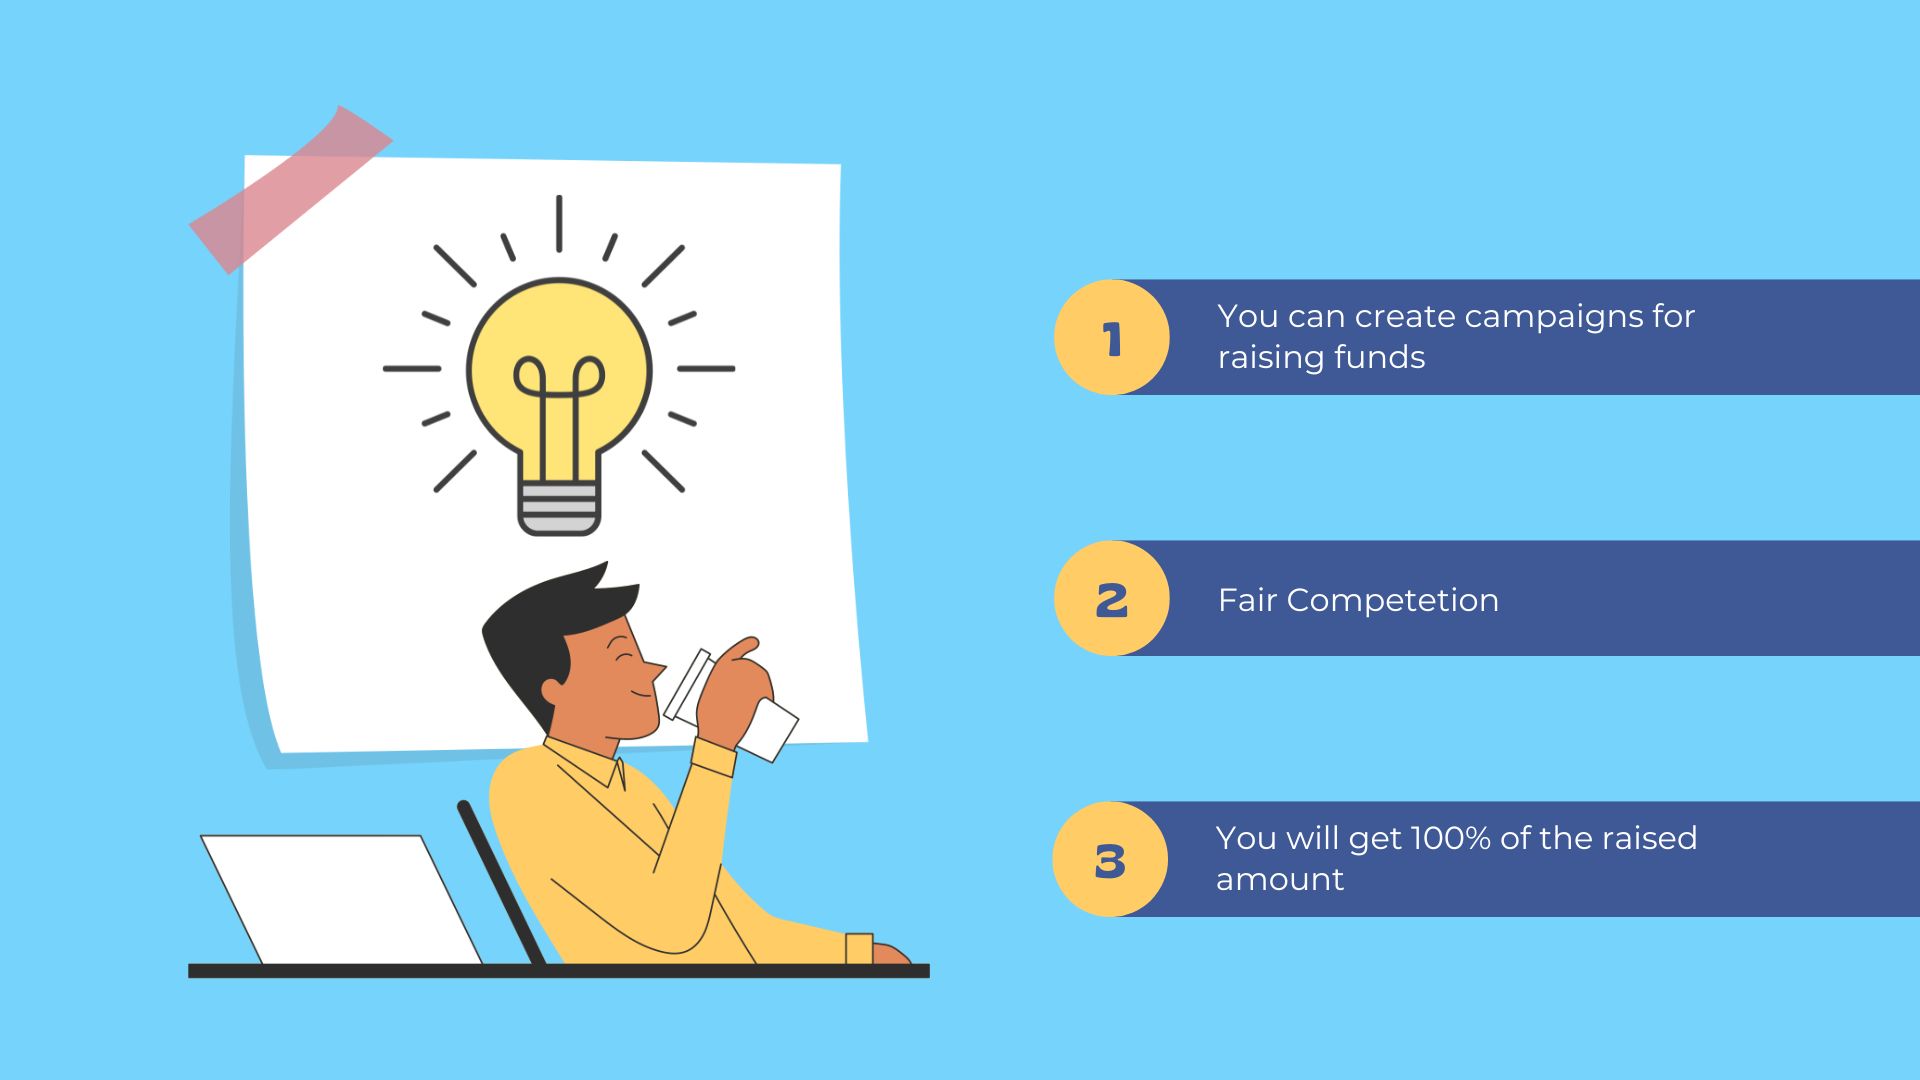 1
You can create campaigns for
raising funds
2
Fair Competetion
3
You will get 100% of the raised
amount